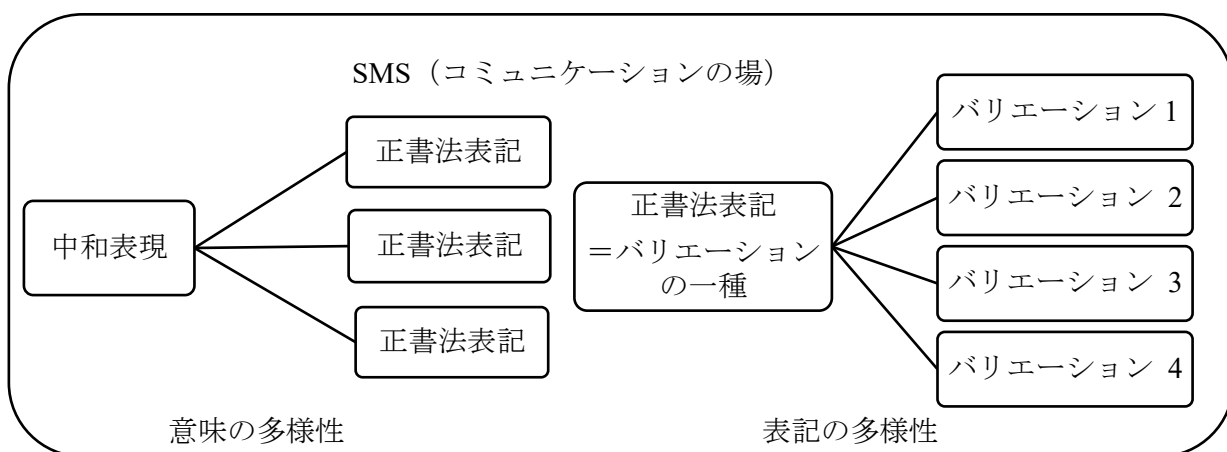 SMS（コミュニケーションの場）
中和表現
正書法表記
正書法表記
正書法表記
意味の多様性
正書法表記
＝バリエーション
の一種
バリエーション 1
バリエーション 2
バリエーション 3
バリエーション 4
表記の多様性